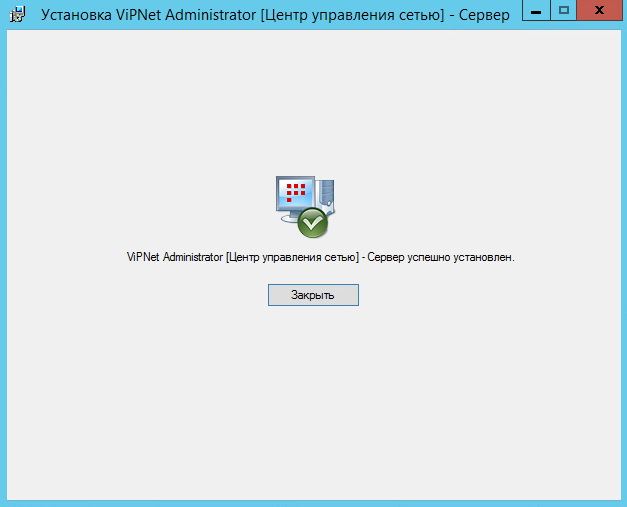 Установка ViPNet Administrator [Центр управления сетью] - Сервер
ViPNet Administrator [Центр управления сетью] - Сервер успешно установлен.
Закрыть